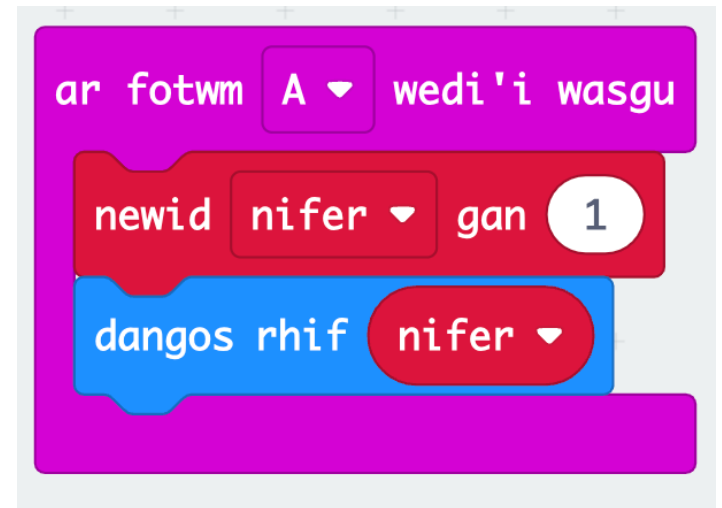 ar fotwm A wedi'i wasgu
newid nifer gan 1
dangos rhif nifer